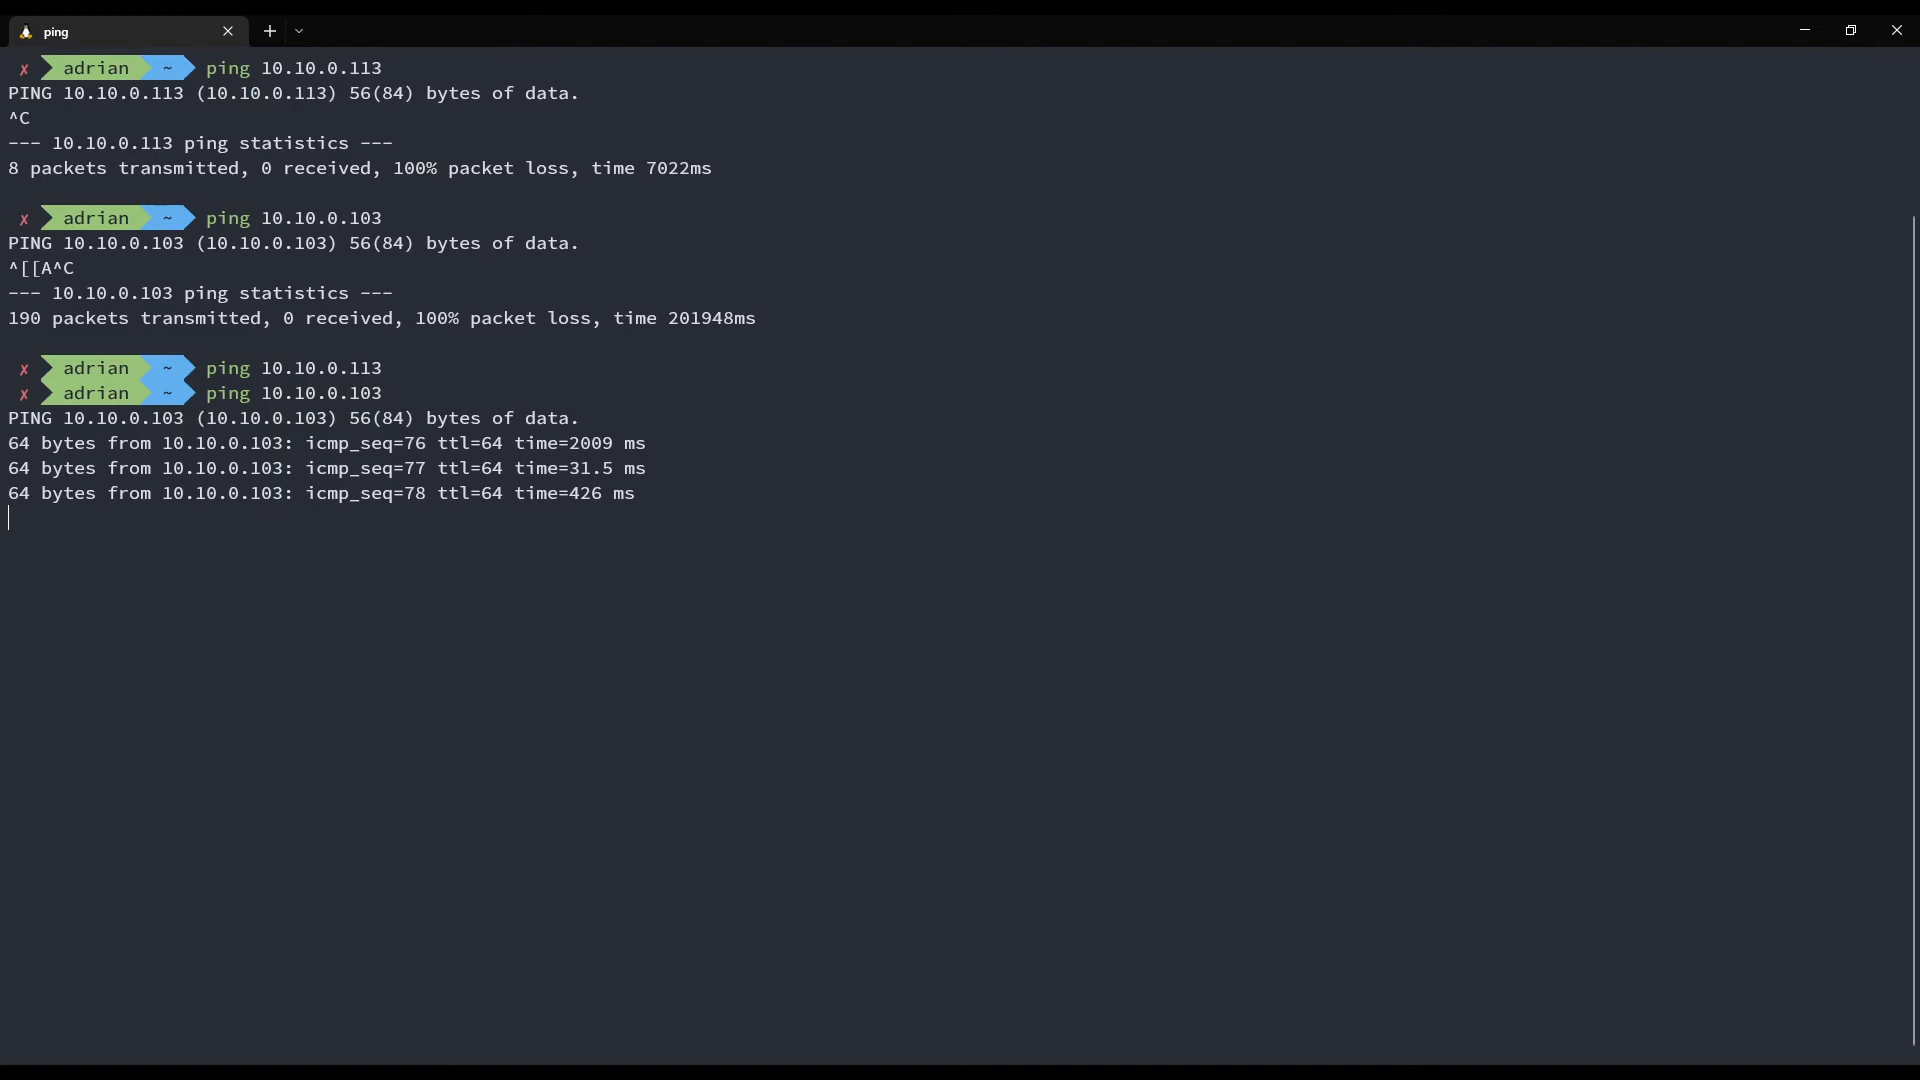 ping
✗ adrian ~ ping 10.10.0.113
PING 10.10.0.113 (10.10.0.113) 56(84) bytes of data.
^C
--- 10.10.0.113 ping statistics ---
8 packets transmitted, 0 received, 100% packet loss, time 7022ms
✗ adrian ~ ping 10.10.0.103
PING 10.10.0.103 (10.10.0.103) 56(84) bytes of data.
^[[A^C
--- 10.10.0.103 ping statistics ---
190 packets transmitted, 0 received, 100% packet loss, time 201948ms
✗ adrian ~ ping 10.10.0.113
✗ adrian ~ ping 10.10.0.103
PING 10.10.0.103 (10.10.0.103) 56(84) bytes of data.
64 bytes from 10.10.0.103: icmp_seq=76 ttl=64 time=2009 ms
64 bytes from 10.10.0.103: icmp_seq=77 ttl=64 time=31.5 ms
64 bytes from 10.10.0.103: icmp_seq=78 ttl=64 time=426 ms